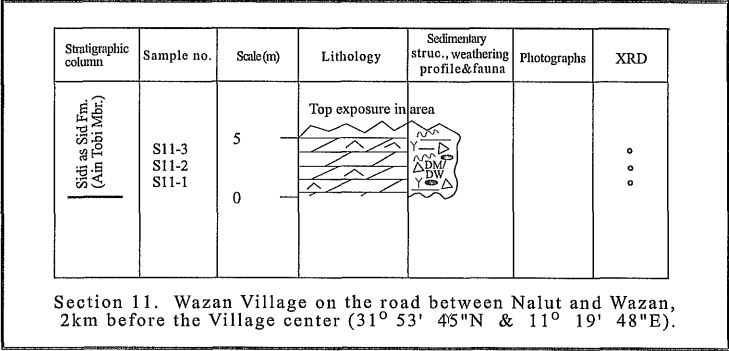 Stratigraphic column
Sample no.
Scale (m)
Lithology
Sedimentary struc., weathering profile&fauna
Photographs
XRD
Sidi as Sid Fm.
(Ain Tobi Mbr.)
Top exposure in area
5
S11-3
S11-2
S11-1
0
DM/
DW
Section 11. Wazan Village on the road between Nalut and Wazan,
2km before the Village center (31° 53' 45"N & 11° 19' 48"E).